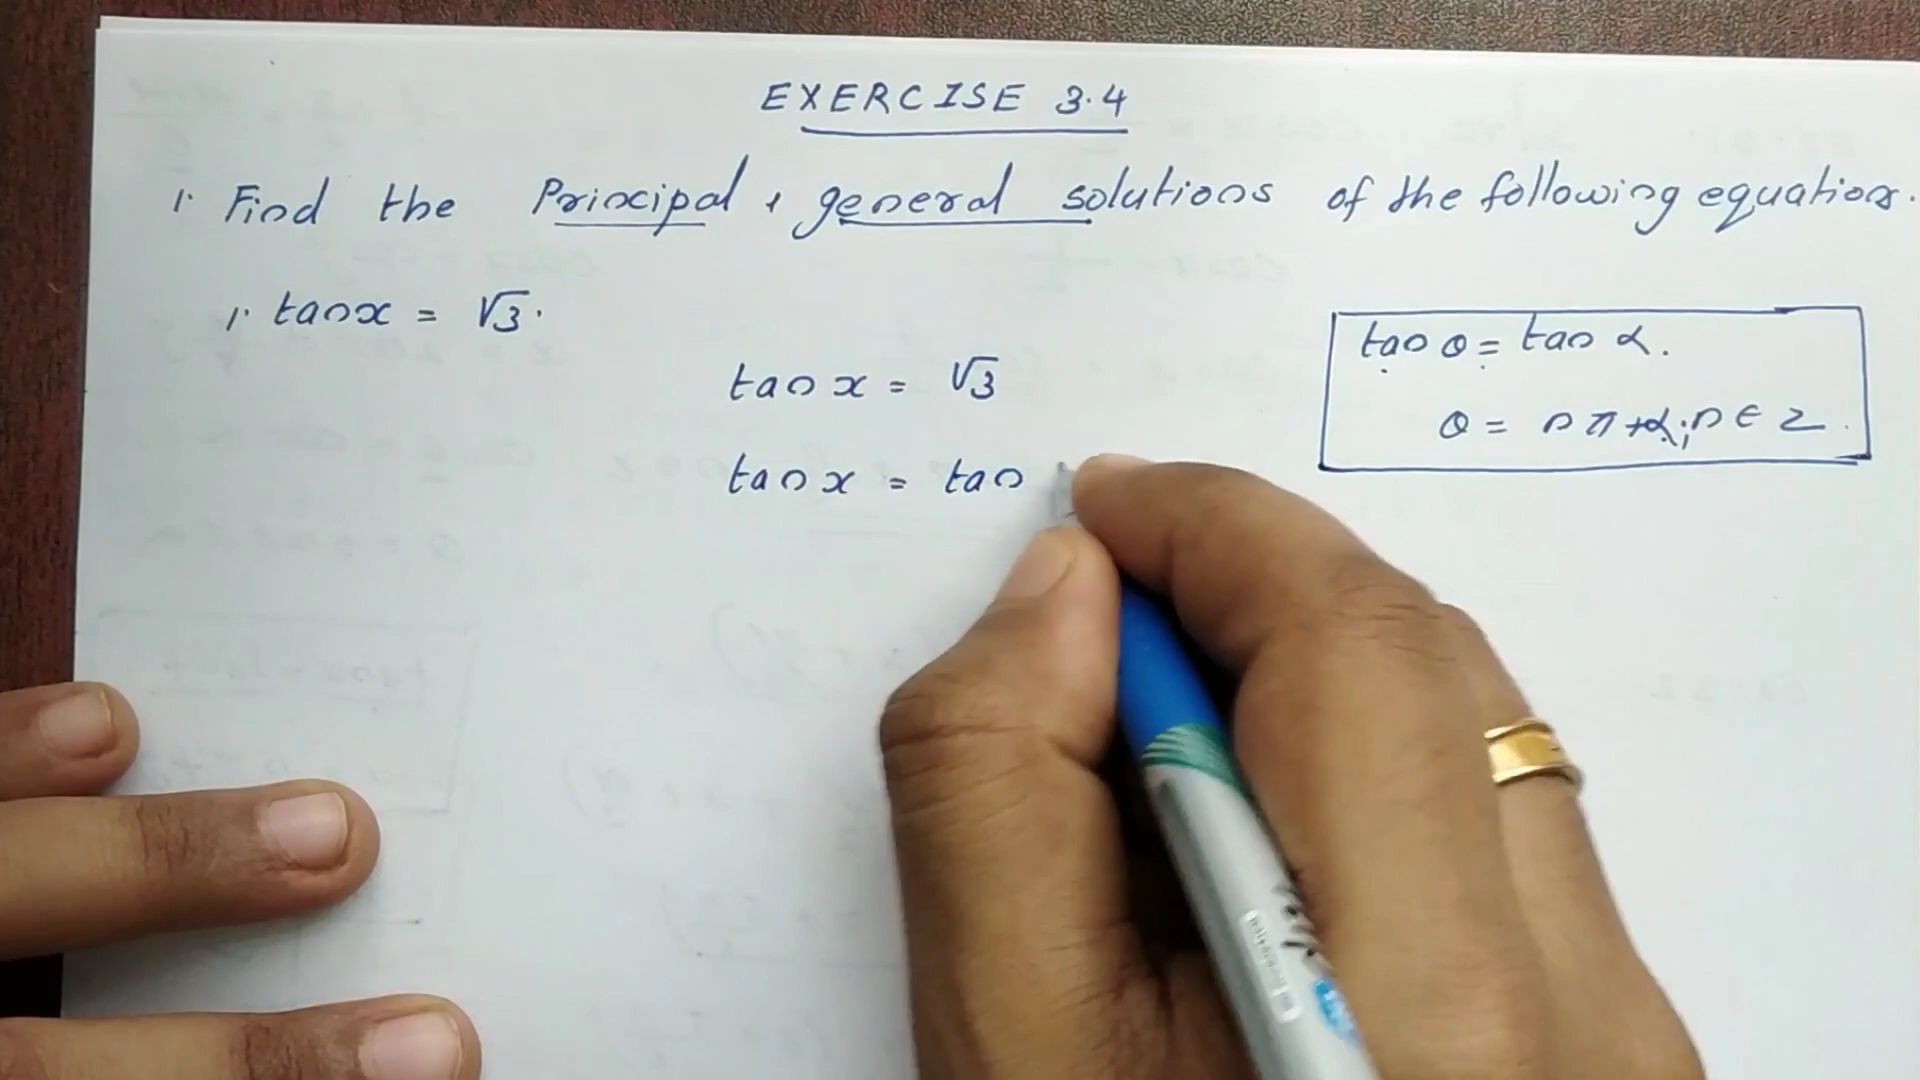 EXERCISE 3.4
1. Find the Principal & general solutions of the following equations.
1. tan x = √3.
tan θ = tan α.
tan x = √3
θ = nπ+α; n ∈ Z.
tan x = tan